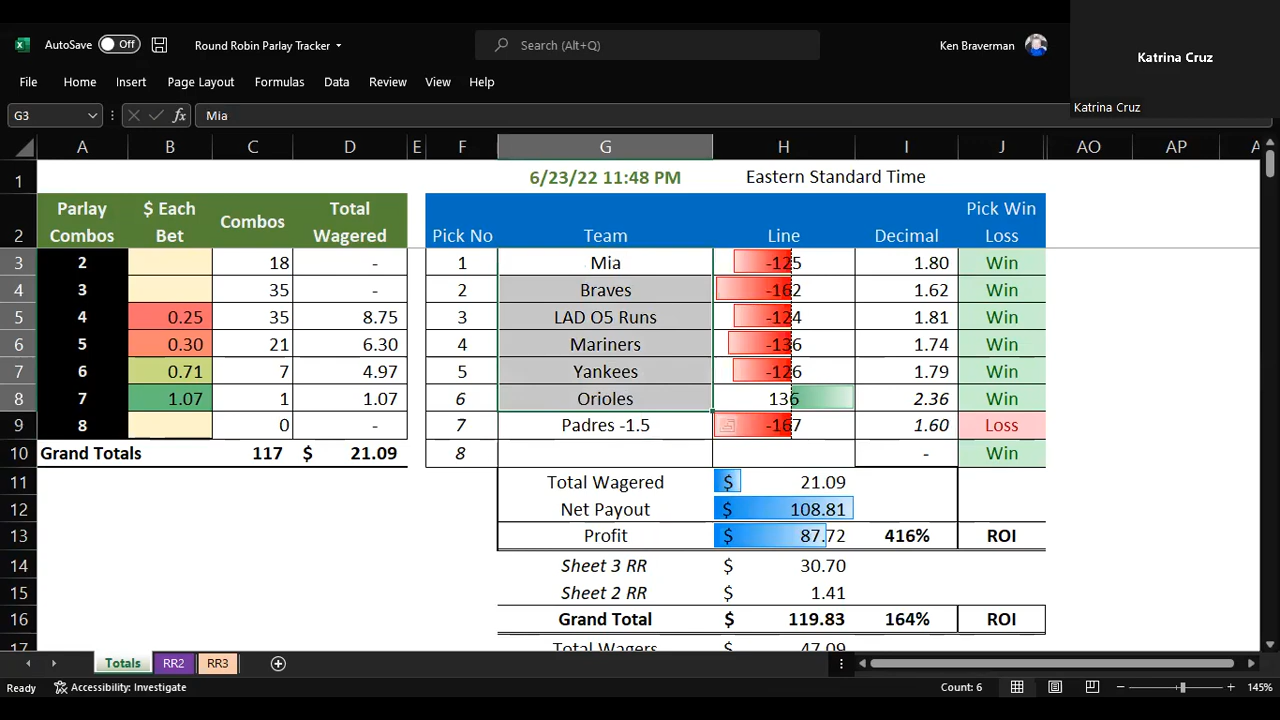 AutoSave Off Round Robin Parlay Tracker Search (Alt+Q) Ken Braverman
Katrina Cruz
Katrina Cruz
File Home Insert Page Layout Formulas Data Review View Help
G3 fx Mia
A B C D E F G H I J AO AP
1 6/23/22 11:48 PM Eastern Standard Time
Parlay $ Each Total Pick Win
2 Combos Bet Combos Wagered Pick No Team Line Decimal Loss
3 2 18 - 1 Mia -125 1.80 Win
4 3 35 - 2 Braves -162 1.62 Win
5 4 0.25 35 8.75 3 LAD O5 Runs -124 1.81 Win
6 5 0.30 21 6.30 4 Mariners -136 1.74 Win
7 6 0.71 7 4.97 5 Yankees -126 1.79 Win
8 7 1.07 1 1.07 6 Orioles 136 2.36 Win
9 8 0 - 7 Padres -1.5 -167 1.60 Loss
10 Grand Totals 117 $ 21.09 8 - Win
11 Total Wagered $ 21.09
12 Net Payout $ 108.81
13 Profit $ 87.72 416% ROI
14 Sheet 3 RR $ 30.70
15 Sheet 2 RR $ 1.41
16 Grand Total $ 119.83 164% ROI
17 Total Wagers $ 47.09
Totals RR2 RR3
Ready Accessibility: Investigate Count: 6 145%